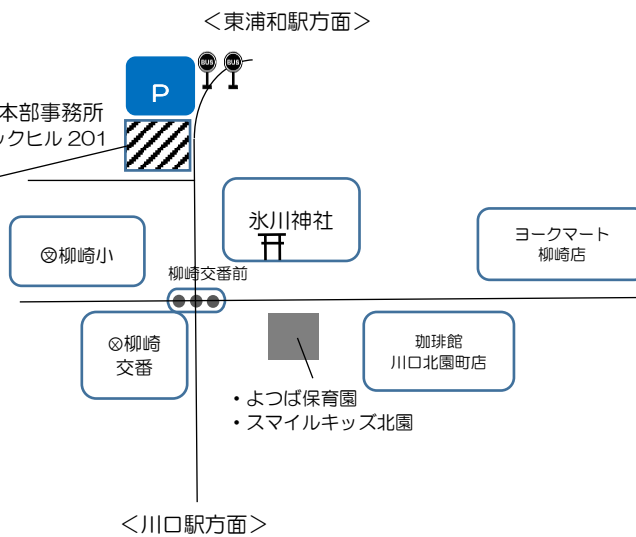 ＜東浦和駅方面＞
BUS BUS
P
本部事務所
ックヒル 201
氷川神社
ヨークマート
柳崎店
柳崎小
柳崎交番前
柳崎
交番
珈琲館
川口北園町店
・よつば保育園
・スマイルキッズ北園
＜川口駅方面＞